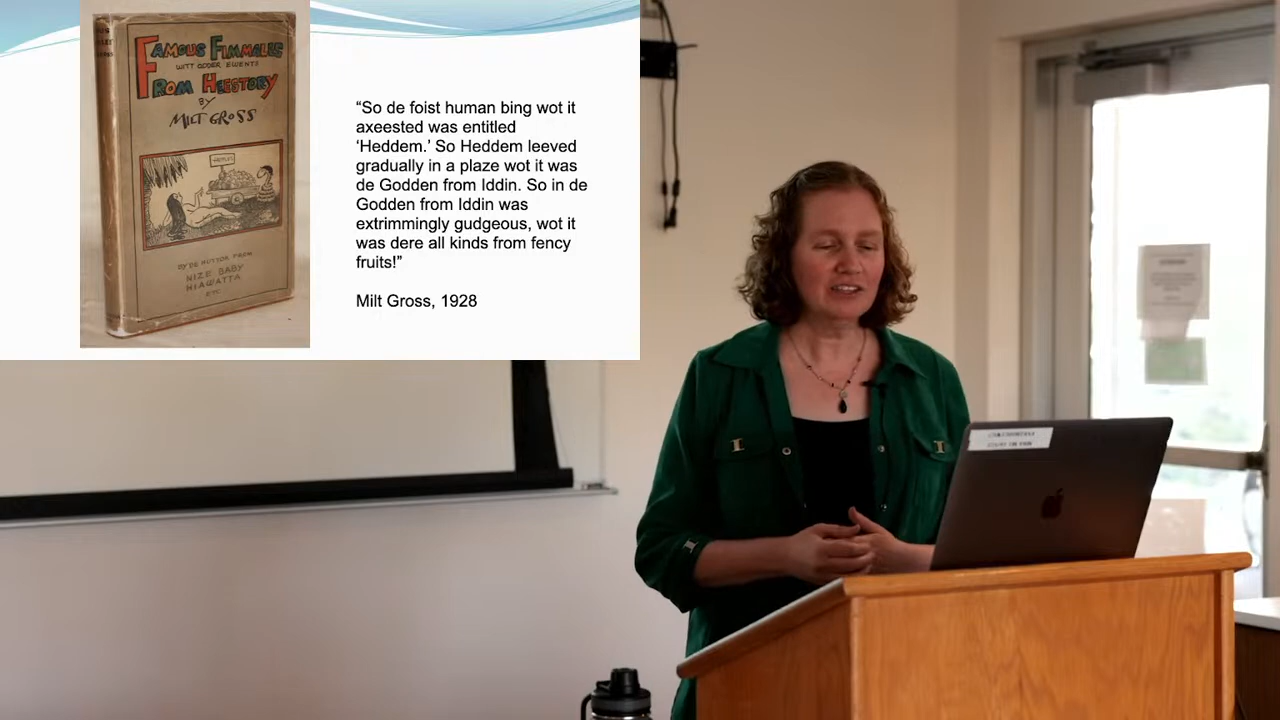 FAMOUS FIMMALES
WITT ODDER EWENTS
FROM HEESTORY
BY
MILT GROSS
BY DE HUTTOR FROM
NIZE BABY
HIAWATTA
ETC
“So de foist human bing wot it
axeested was entitled
‘Heddem.’ So Heddem leeved
gradually in a plaze wot it was
de Godden from Iddin. So in de
Godden from Iddin was
extrimmingly gudgeous, wot it
was dere all kinds from fency
fruits!”
Milt Gross, 1928